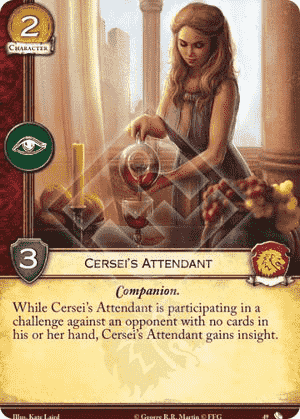 2
CHARACTER
3
CERSEI'S ATTENDANT
Companion.
While Cersei's Attendant is participating in a
challenge against an opponent with no cards in
his or her hand, Cersei's Attendant gains insight.
Illus. Kate Laird © George R.R. Martin © FFG